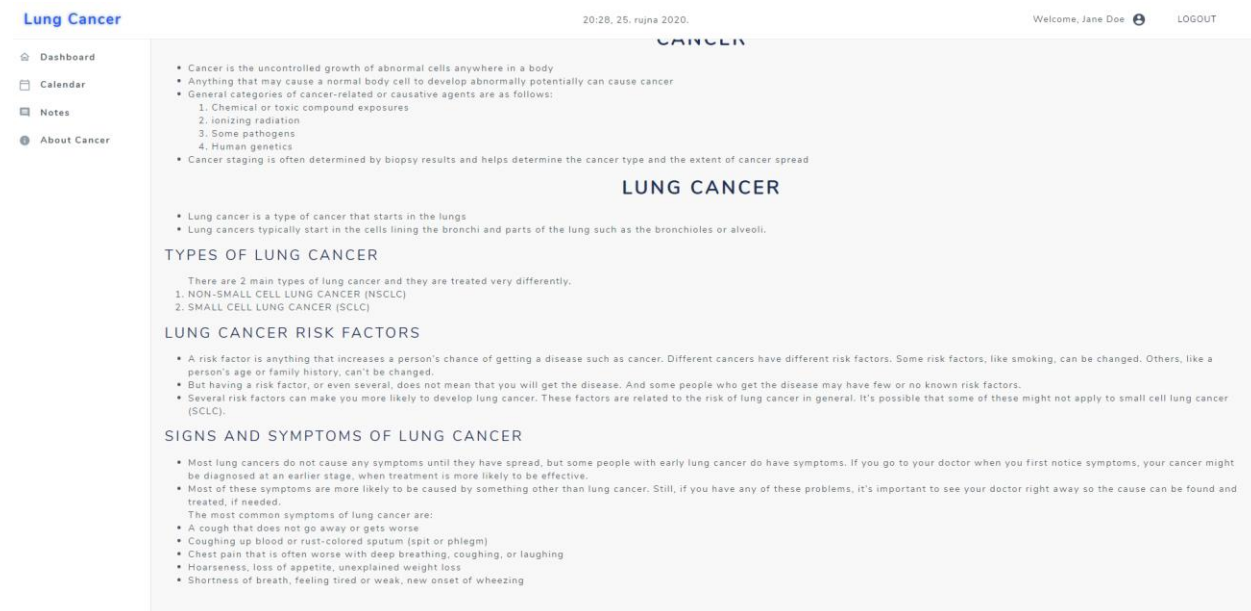 Lung Cancer
20:28, 25. rujna 2020.
Welcome, Jane Doe
LOGOUT
Dashboard
Calendar
Notes
About Cancer
CANCER
• Cancer is the uncontrolled growth of abnormal cells anywhere in a body
• Anything that may cause a normal body cell to develop abnormally potentially can cause cancer
• General categories of cancer-related or causative agents are as follows:
1. Chemical or toxic compound exposures
2. ionizing radiation
3. Some pathogens
4. Human genetics
• Cancer staging is often determined by biopsy results and helps determine the cancer type and the extent of cancer spread
LUNG CANCER
• Lung cancer is a type of cancer that starts in the lungs
• Lung cancers typically start in the cells lining the bronchi and parts of the lung such as the bronchioles or alveoli.
TYPES OF LUNG CANCER
There are 2 main types of lung cancer and they are treated very differently.
1. NON-SMALL CELL LUNG CANCER (NSCLC)
2. SMALL CELL LUNG CANCER (SCLC)
LUNG CANCER RISK FACTORS
• A risk factor is anything that increases a person's chance of getting a disease such as cancer. Different cancers have different risk factors. Some risk factors, like smoking, can be changed. Others, like a
person's age or family history, can't be changed.
• But having a risk factor, or even several, does not mean that you will get the disease. And some people who get the disease may have few or no known risk factors.
• Several risk factors can make you more likely to develop lung cancer. These factors are related to the risk of lung cancer in general. It's possible that some of these might not apply to small cell lung cancer
(SCLC).
SIGNS AND SYMPTOMS OF LUNG CANCER
• Most lung cancers do not cause any symptoms until they have spread, but some people with early lung cancer do have symptoms. If you go to your doctor when you first notice symptoms, your cancer might
be diagnosed at an earlier stage, when treatment is more likely to be effective.
• Most of these symptoms are more likely to be caused by something other than lung cancer. Still, if you have any of these problems, it's important to see your doctor right away so the cause can be found and
treated, if needed.
The most common symptoms of lung cancer are:
• A cough that does not go away or gets worse
• Coughing up blood or rust-colored sputum (spit or phlegm)
• Chest pain that is often worse with deep breathing, coughing, or laughing
• Hoarseness, loss of appetite, unexplained weight loss
• Shortness of breath, feeling tired or weak, new onset of wheezing